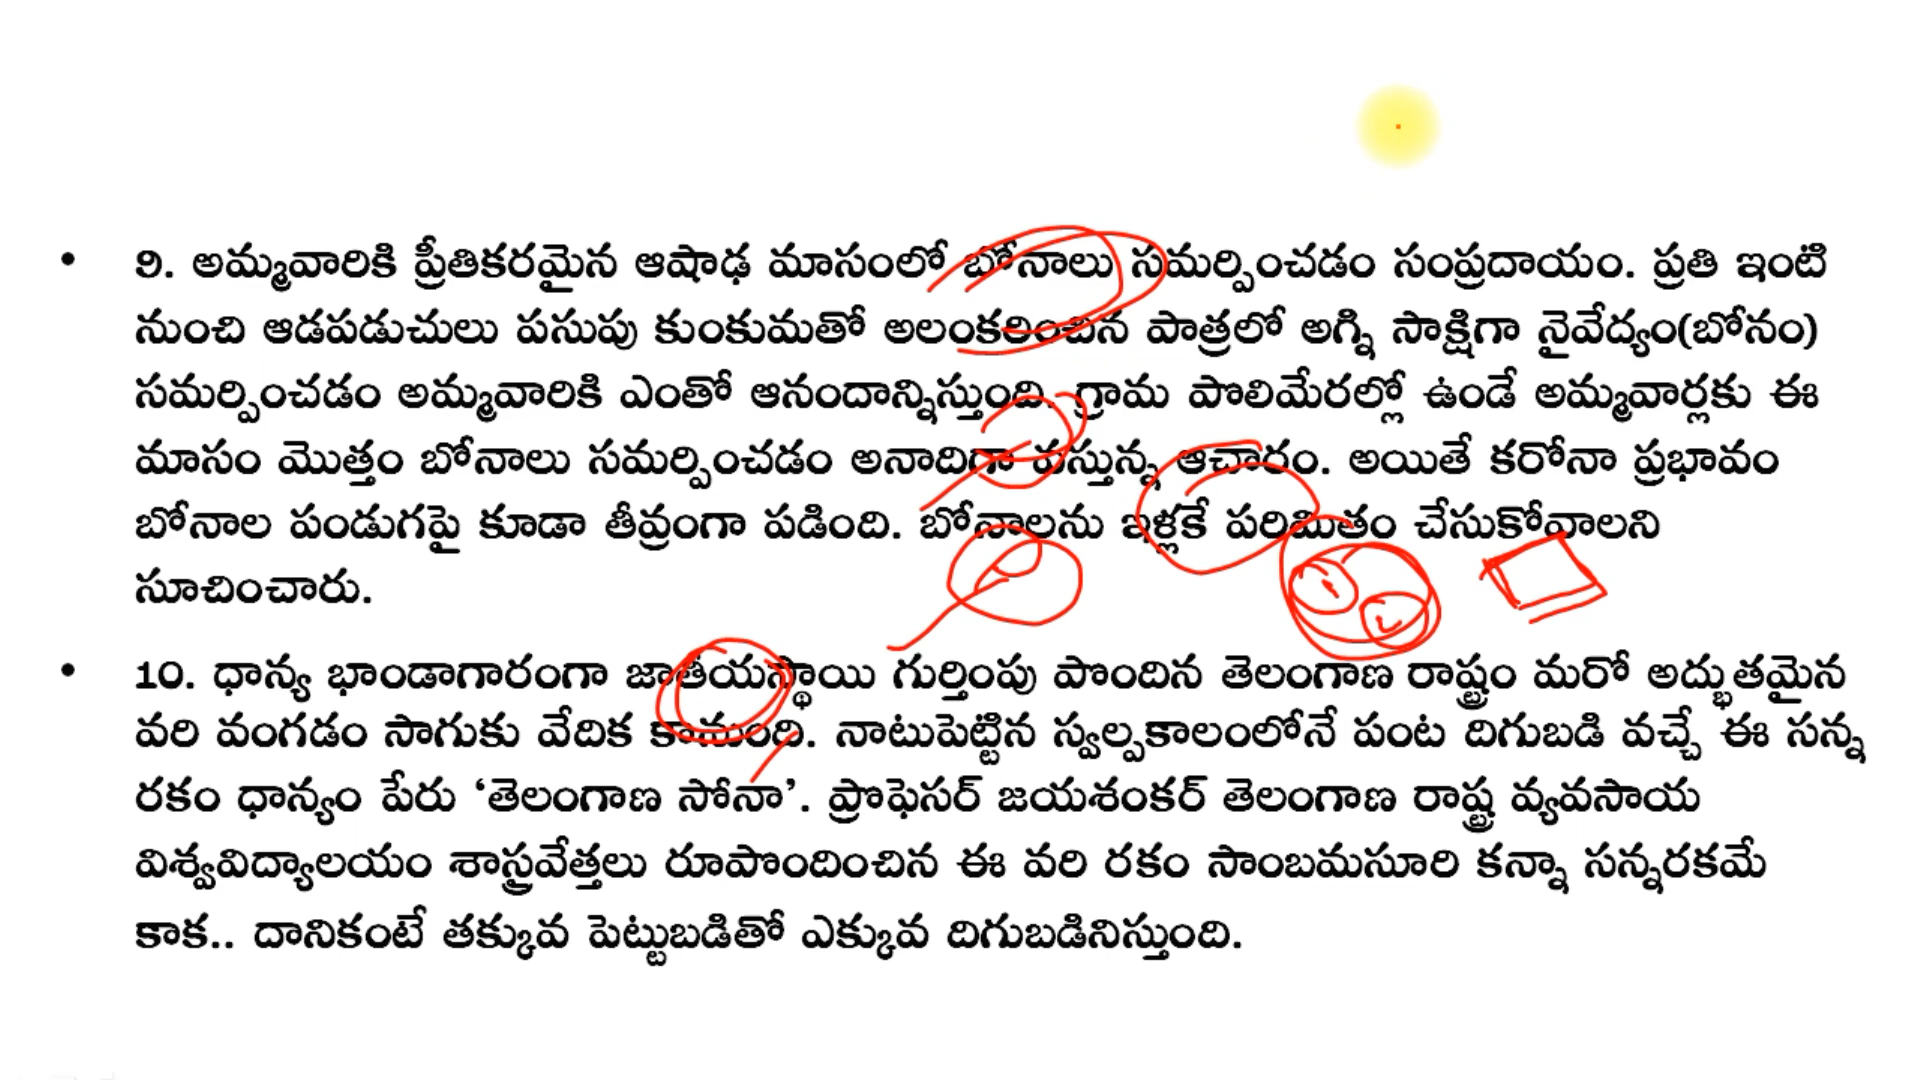 • 9. అమ్మవారికి ప్రీతికరమైన ఆషాఢ మాసంలో బోనాలు సమర్పించడం సంప్రదాయం. ప్రతి ఇంటి
నుంచి ఆడపడుచులు పసుపు కుంకుమతో అలంకరించిన పాత్రలో అగ్ని సాక్షిగా నైవేద్యం(బోనం)
సమర్పించడం అమ్మవారికి ఎంతో ఆనందాన్నిస్తుంది. గ్రామ పొలిమేరల్లో ఉండే అమ్మవార్లకు ఈ
మాసం మొత్తం బోనాలు సమర్పించడం అనాదిగా వస్తున్న ఆచారం. అయితే కరోనా ప్రభావం
బోనాల పండుగపై కూడా తీవ్రంగా పడింది. బోనాలను ఇళ్లకే పరిమితం చేసుకోవాలని
సూచించారు.
• 10. ధాన్య భాండాగారంగా జాతీయస్థాయి గుర్తింపు పొందిన తెలంగాణ రాష్ట్రం మరో అద్భుతమైన
వరి వంగడం సాగుకు వేదిక కానుంది. నాటుపెట్టిన స్వల్పకాలంలోనే పంట దిగుబడి వచ్చే ఈ సన్న
రకం ధాన్యం పేరు ‘తెలంగాణ సోనా’. ప్రొఫెసర్ జయశంకర్ తెలంగాణ రాష్ట్ర వ్యవసాయ
విశ్వవిద్యాలయం శాస్త్రవేత్తలు రూపొందించిన ఈ వరి రకం సాంబమసూరి కన్నా సన్నరకమే
కాక.. దానికంటే తక్కువ పెట్టుబడితో ఎక్కువ దిగుబడినిస్తుంది.